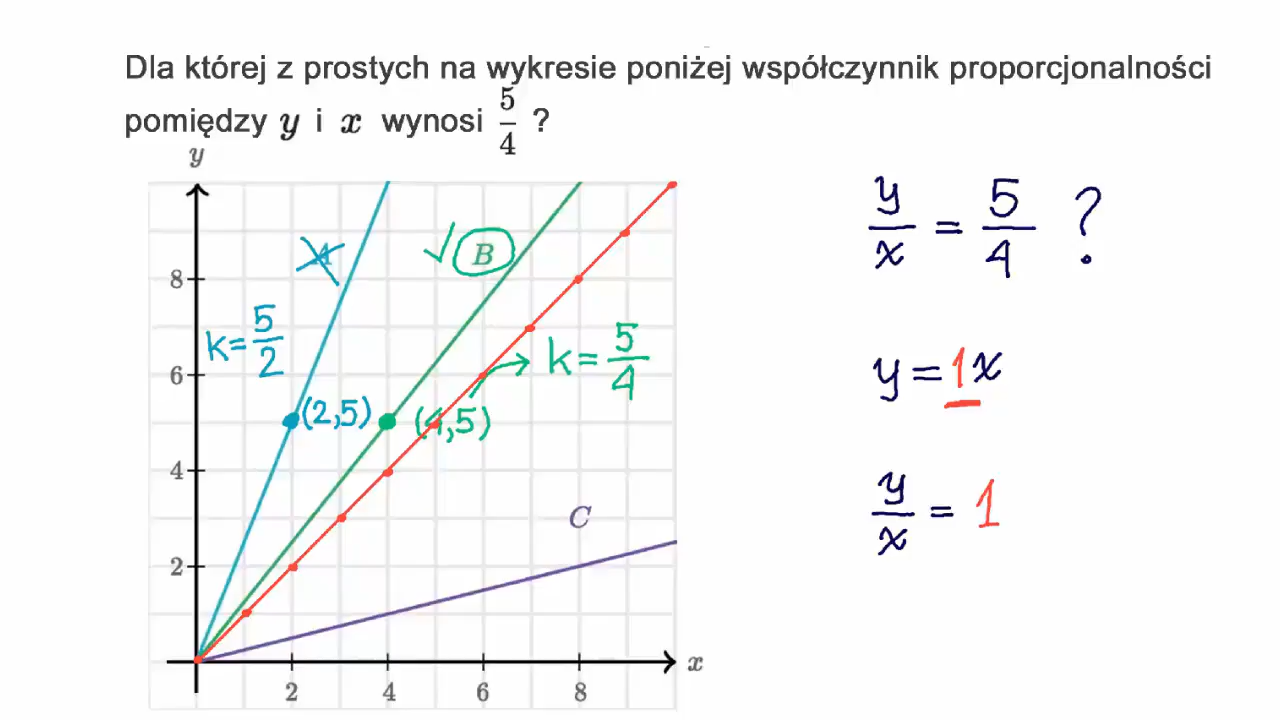 Dla której z prostych na wykresie poniżej współczynnik proporcjonalności
pomiędzy y i x wynosi 5/4 ?
y
y/x = 5/4 ?
A
√ B
8
k=5/2
k=5/4
6
y=1x
(2,5)
(4,5)
4
y/x = 1
C
2
x
2 4 6 8